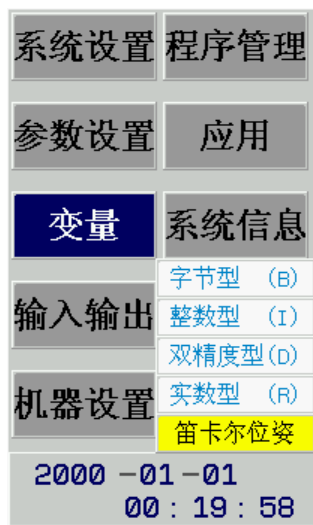 系统设置 程序管理
参数设置 应用
变量 系统信息
字节型 (B)
输入输出 整数型 (I)
双精度型(D)
机器设置 实数型 (R)
笛卡尔位姿
2000 -01-01
00 : 19 : 58